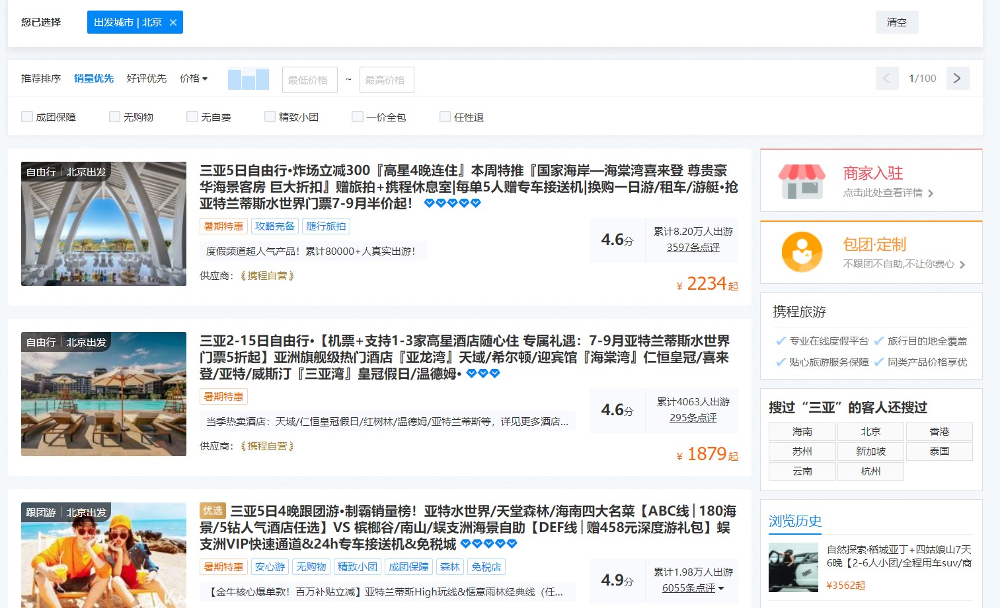 您已选择
出发城市 | 北京 ×
清空
推荐排序 销量优先 好评优先 价格
最低价格 ~ 最高价格
1/100
成团保障 无购物 无自费 精致小团 一价全包 任性退
自由行 | 北京出发
三亚5日自由行•炸场立减300『高星4晚连住』本周特推『国家海岸—海棠湾喜来登 尊贵豪
华海景客房 巨大折扣』赠旅拍+携程休息室|每单5人赠专车接送机|换购一日游/租车/游艇•抢
亚特兰蒂斯水世界门票7-9月半价起！
暑期特惠 攻略完备 随行旅拍
度假频道超人气产品！累计80000+人真实出游！
供应商： 携程自营
4.6分
累计8.20万人出游
3597条点评
¥ 2234起
自由行 | 北京出发
三亚2-15日自由行•【机票+支持1-3家高星酒店随心住 专属礼遇：7-9月亚特兰蒂斯水世界
门票5折起】亚洲旗舰级热门酒店『亚龙湾』天域/希尔顿/迎宾馆『海棠湾』仁恒皇冠/喜来
登/亚特/威斯汀『三亚湾』皇冠假日/温德姆•
暑期特惠
当季热卖酒店：天域/仁恒皇冠假日/红树林/温德姆/亚特兰蒂斯等，详见更多酒店...
供应商： 携程自营
4.6分
累计4063人出游
295条点评
¥ 1879起
跟团游 | 北京出发
优选 三亚5日4晚跟团游•制霸销量榜！亚特水世界/天堂森林/海南四大名菜【ABC线|180海
景/5钻人气酒店任选】VS 槟榔谷/南山/蜈支洲海景自助【DEF线|赠458元深度游礼包】蜈
支洲VIP快速通道&24h专车接送机&免税城
暑期特惠 安心游 无购物 精致小团 成团保障 森林 免税店
【金牛核心爆单款！百万补贴立减】亚特兰蒂斯High玩线&惬意雨林经典线（任...
4.9分
累计1.98万人出游
6055条点评
商家入驻
点击此处查看详情
包团·定制
不跟团不自助,不让你费心
携程旅游
专业在线度假平台 旅行目的地全覆盖
贴心旅游服务保障 同类产品价格享优
搜过“三亚”的客人还搜过
海南 北京 香港
苏州 新加坡 泰国
云南 杭州
浏览历史
自然探索·稻城亚丁+四姑娘山7天
6晚【2-6人小团/全程用车suv/商
¥3562起